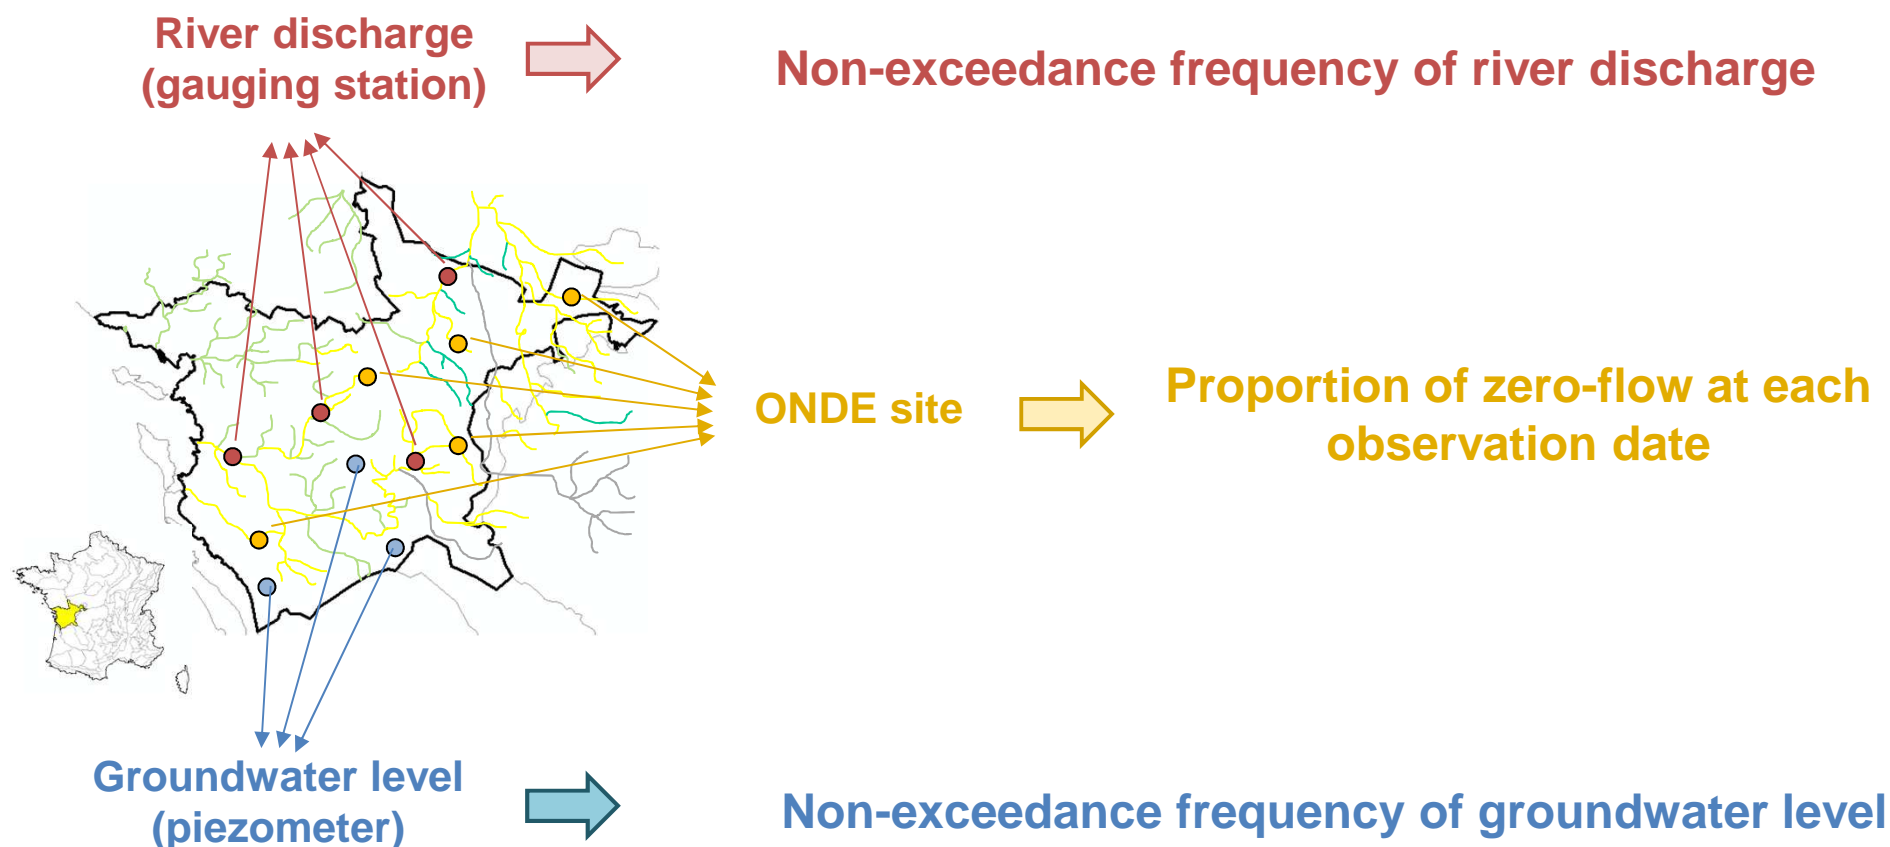 River discharge
(gauging station)
Non-exceedance frequency of river discharge
ONDE site
Proportion of zero-flow at each
observation date
Groundwater level
(piezometer)
Non-exceedance frequency of groundwater level